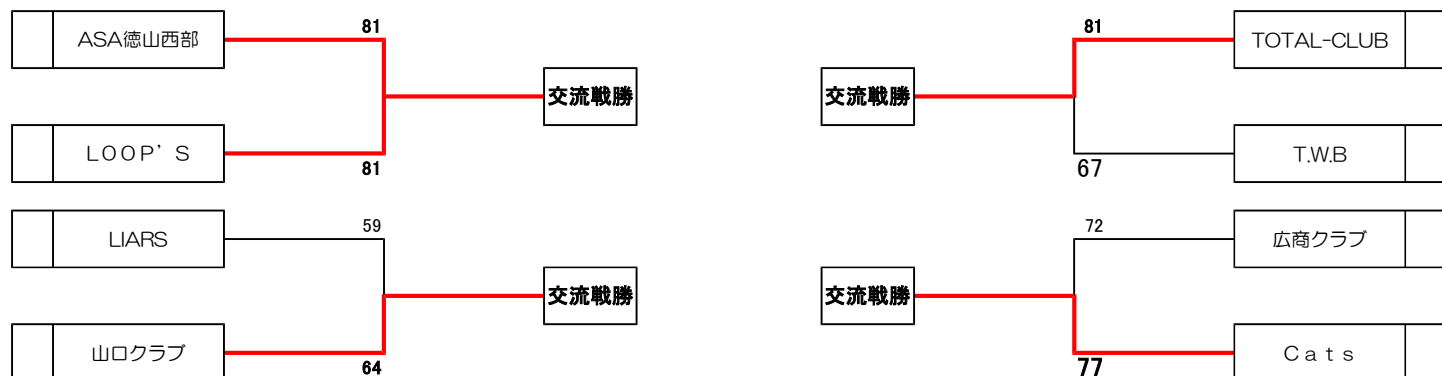 ASA徳山西部
81
交流戦勝
LOOP'S
81
LIARS
59
交流戦勝
山口クラブ
64
81
TOTAL-CLUB
交流戦勝
67
T.W.B
72
広商クラブ
交流戦勝
77
Cats